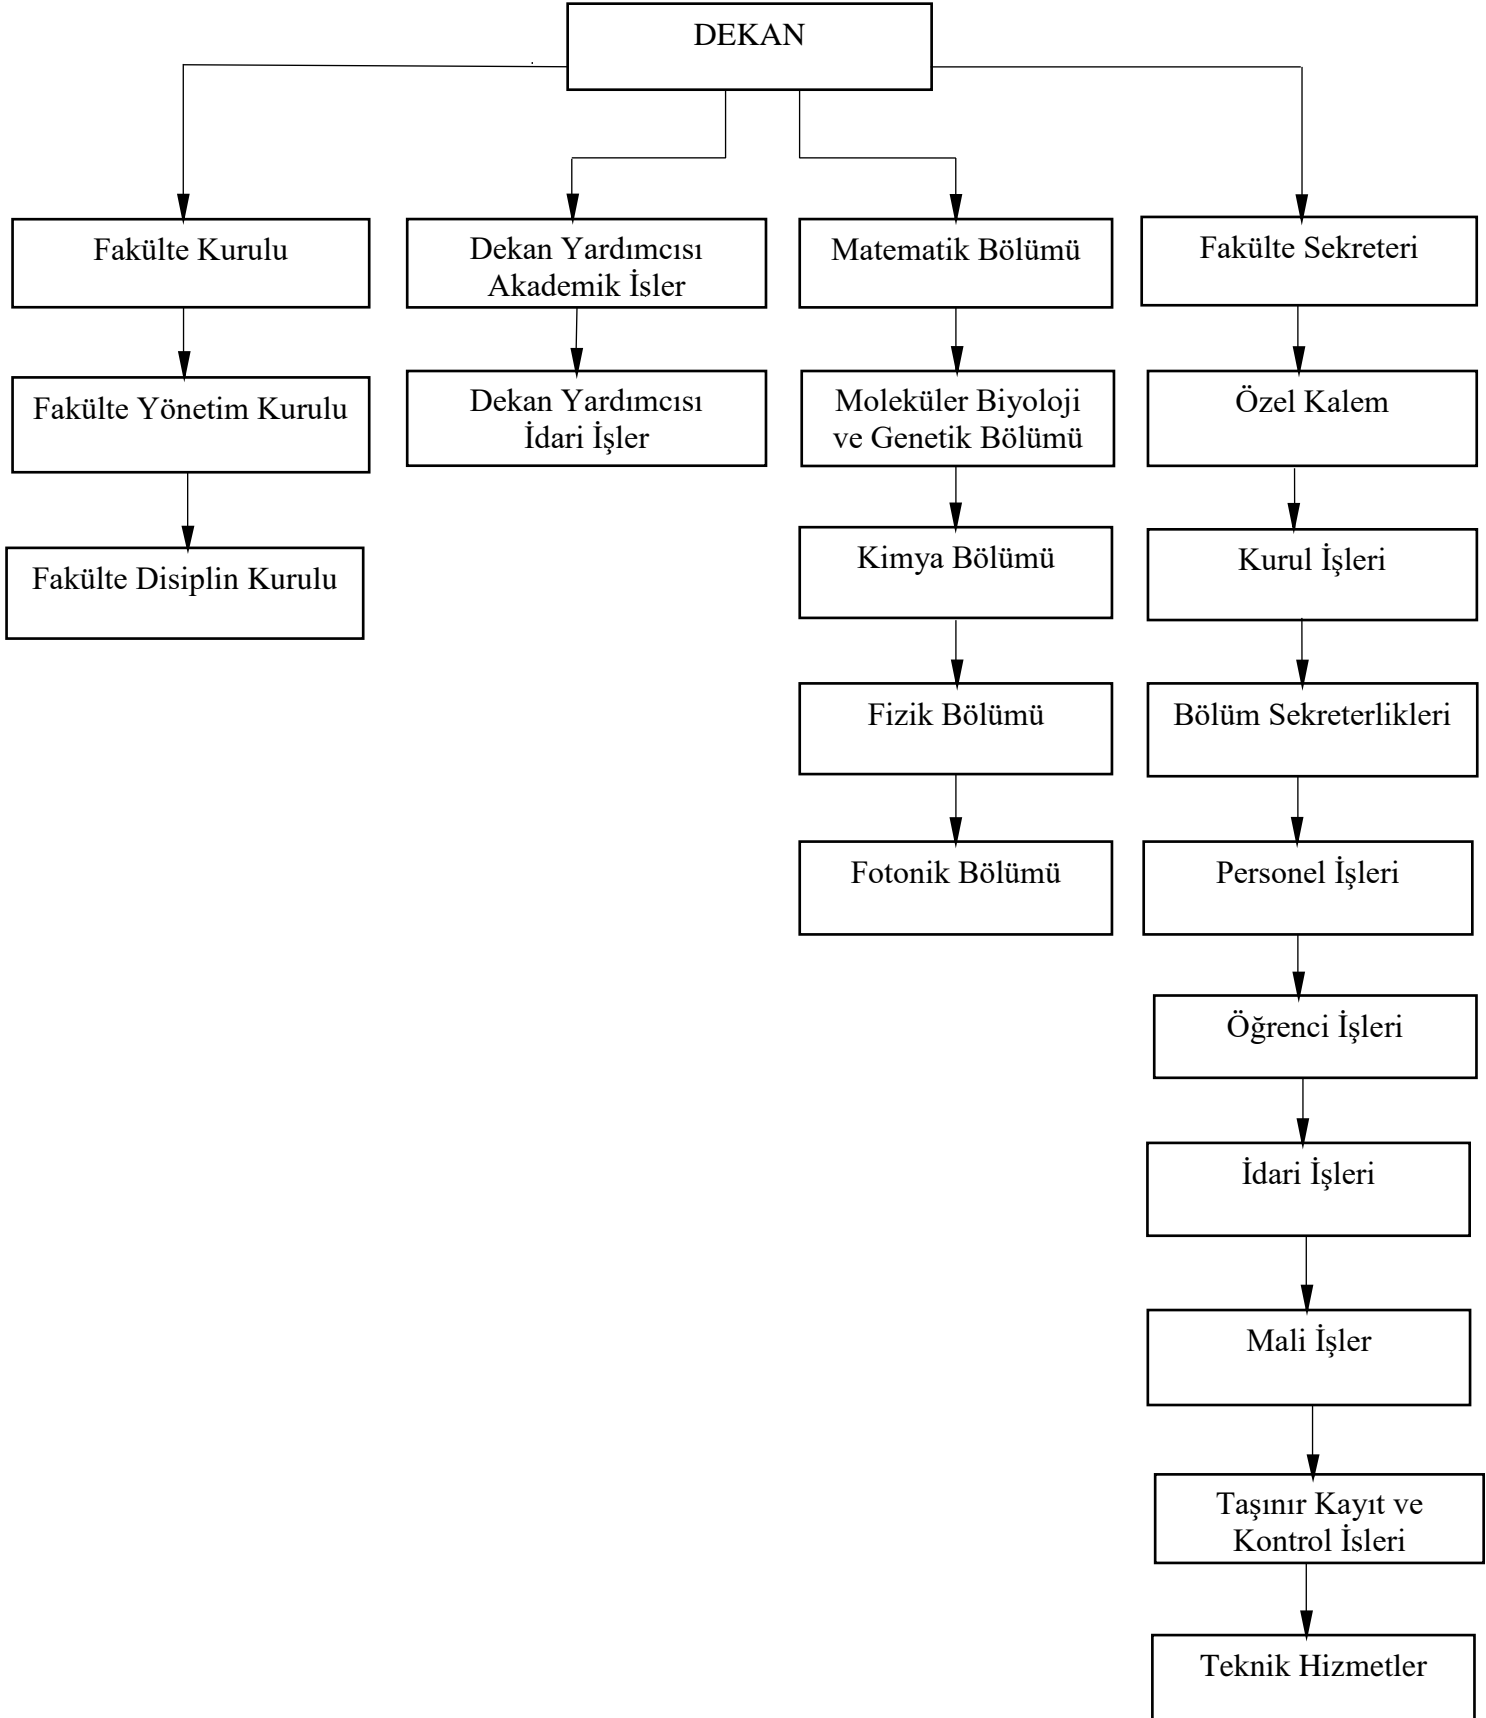 DEKAN
Fakülte Kurulu
Dekan Yardımcısı
Akademik İsler
Matematik Bölümü
Fakülte Sekreteri
Fakülte Yönetim Kurulu
Dekan Yardımcısı
İdari İşler
Moleküler Biyoloji
ve Genetik Bölümü
Özel Kalem
Fakülte Disiplin Kurulu
Kimya Bölümü
Kurul İşleri
Fizik Bölümü
Bölüm Sekreterlikleri
Fotonik Bölümü
Personel İşleri
Öğrenci İşleri
İdari İşleri
Mali İşler
Taşınır Kayıt ve
Kontrol İsleri
Teknik Hizmetler